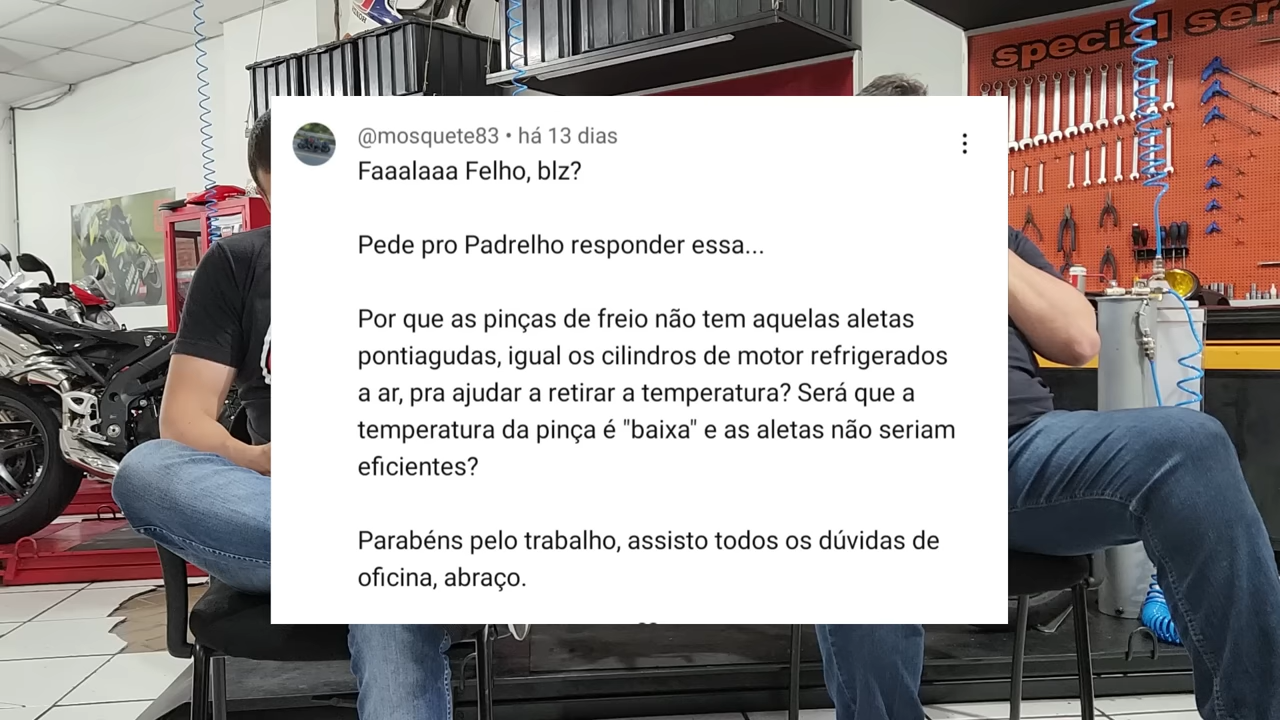 special ser
@mosquete83 • há 13 dias
Faaalaaa Felho, blz?
Pede pro Padrelho responder essa...
Por que as pinças de freio não tem aquelas aletas
pontiagudas, igual os cilindros de motor refrigerados
a ar, pra ajudar a retirar a temperatura? Será que a
temperatura da pinça é "baixa" e as aletas não seriam
eficientes?
Parabéns pelo trabalho, assisto todos os dúvidas de
oficina, abraço.